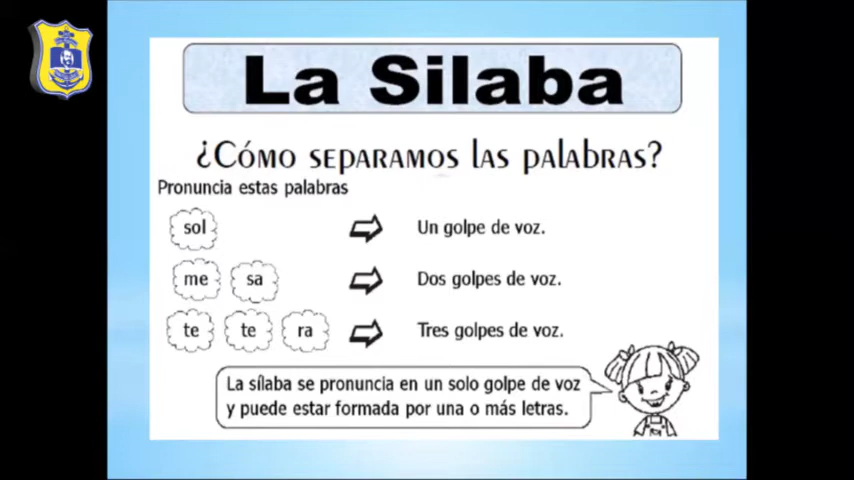 La Silaba
¿Cómo separamos las palabras?
Pronuncia estas palabras
sol Un golpe de voz.
me sa Dos golpes de voz.
te te ra Tres golpes de voz.
La sílaba se pronuncia en un solo golpe de voz
y puede estar formada por una o más letras.